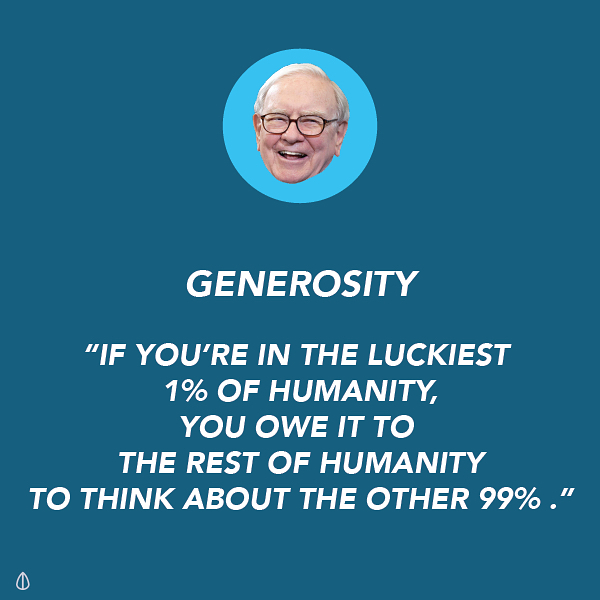 GENEROSITY
“IF YOU’RE IN THE LUCKIEST
1% OF HUMANITY,
YOU OWE IT TO
THE REST OF HUMANITY
TO THINK ABOUT THE OTHER 99% .”